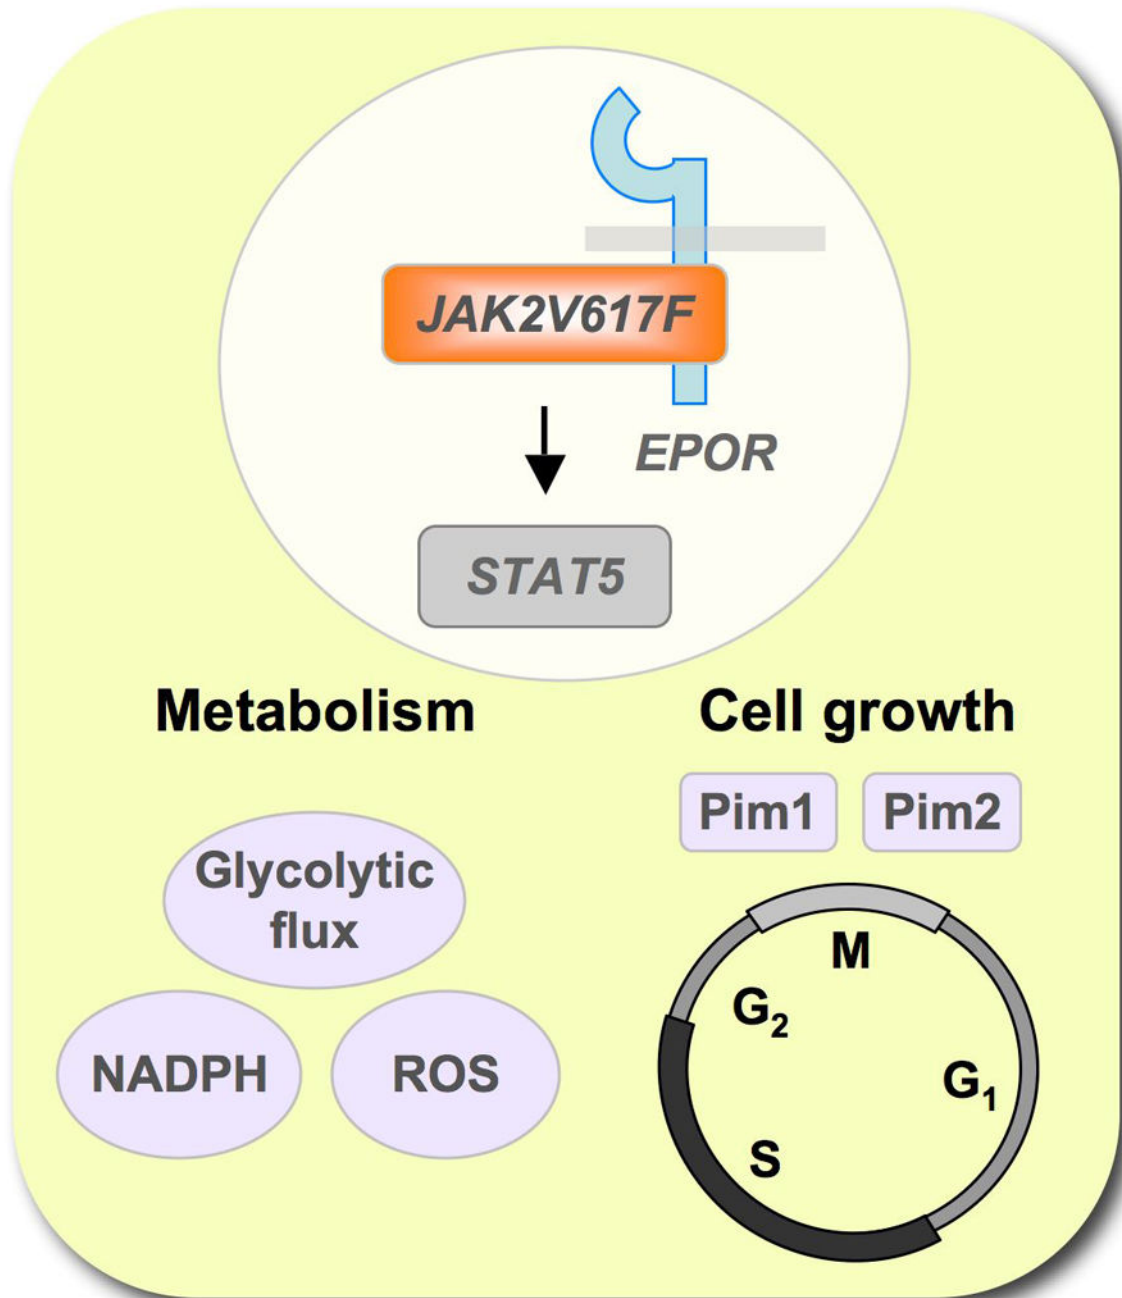 JAK2V617F
EPOR
STAT5
Metabolism
Cell growth
Pim1
Pim2
Glycolytic
flux
NADPH
ROS
M
G₂
G₁
S